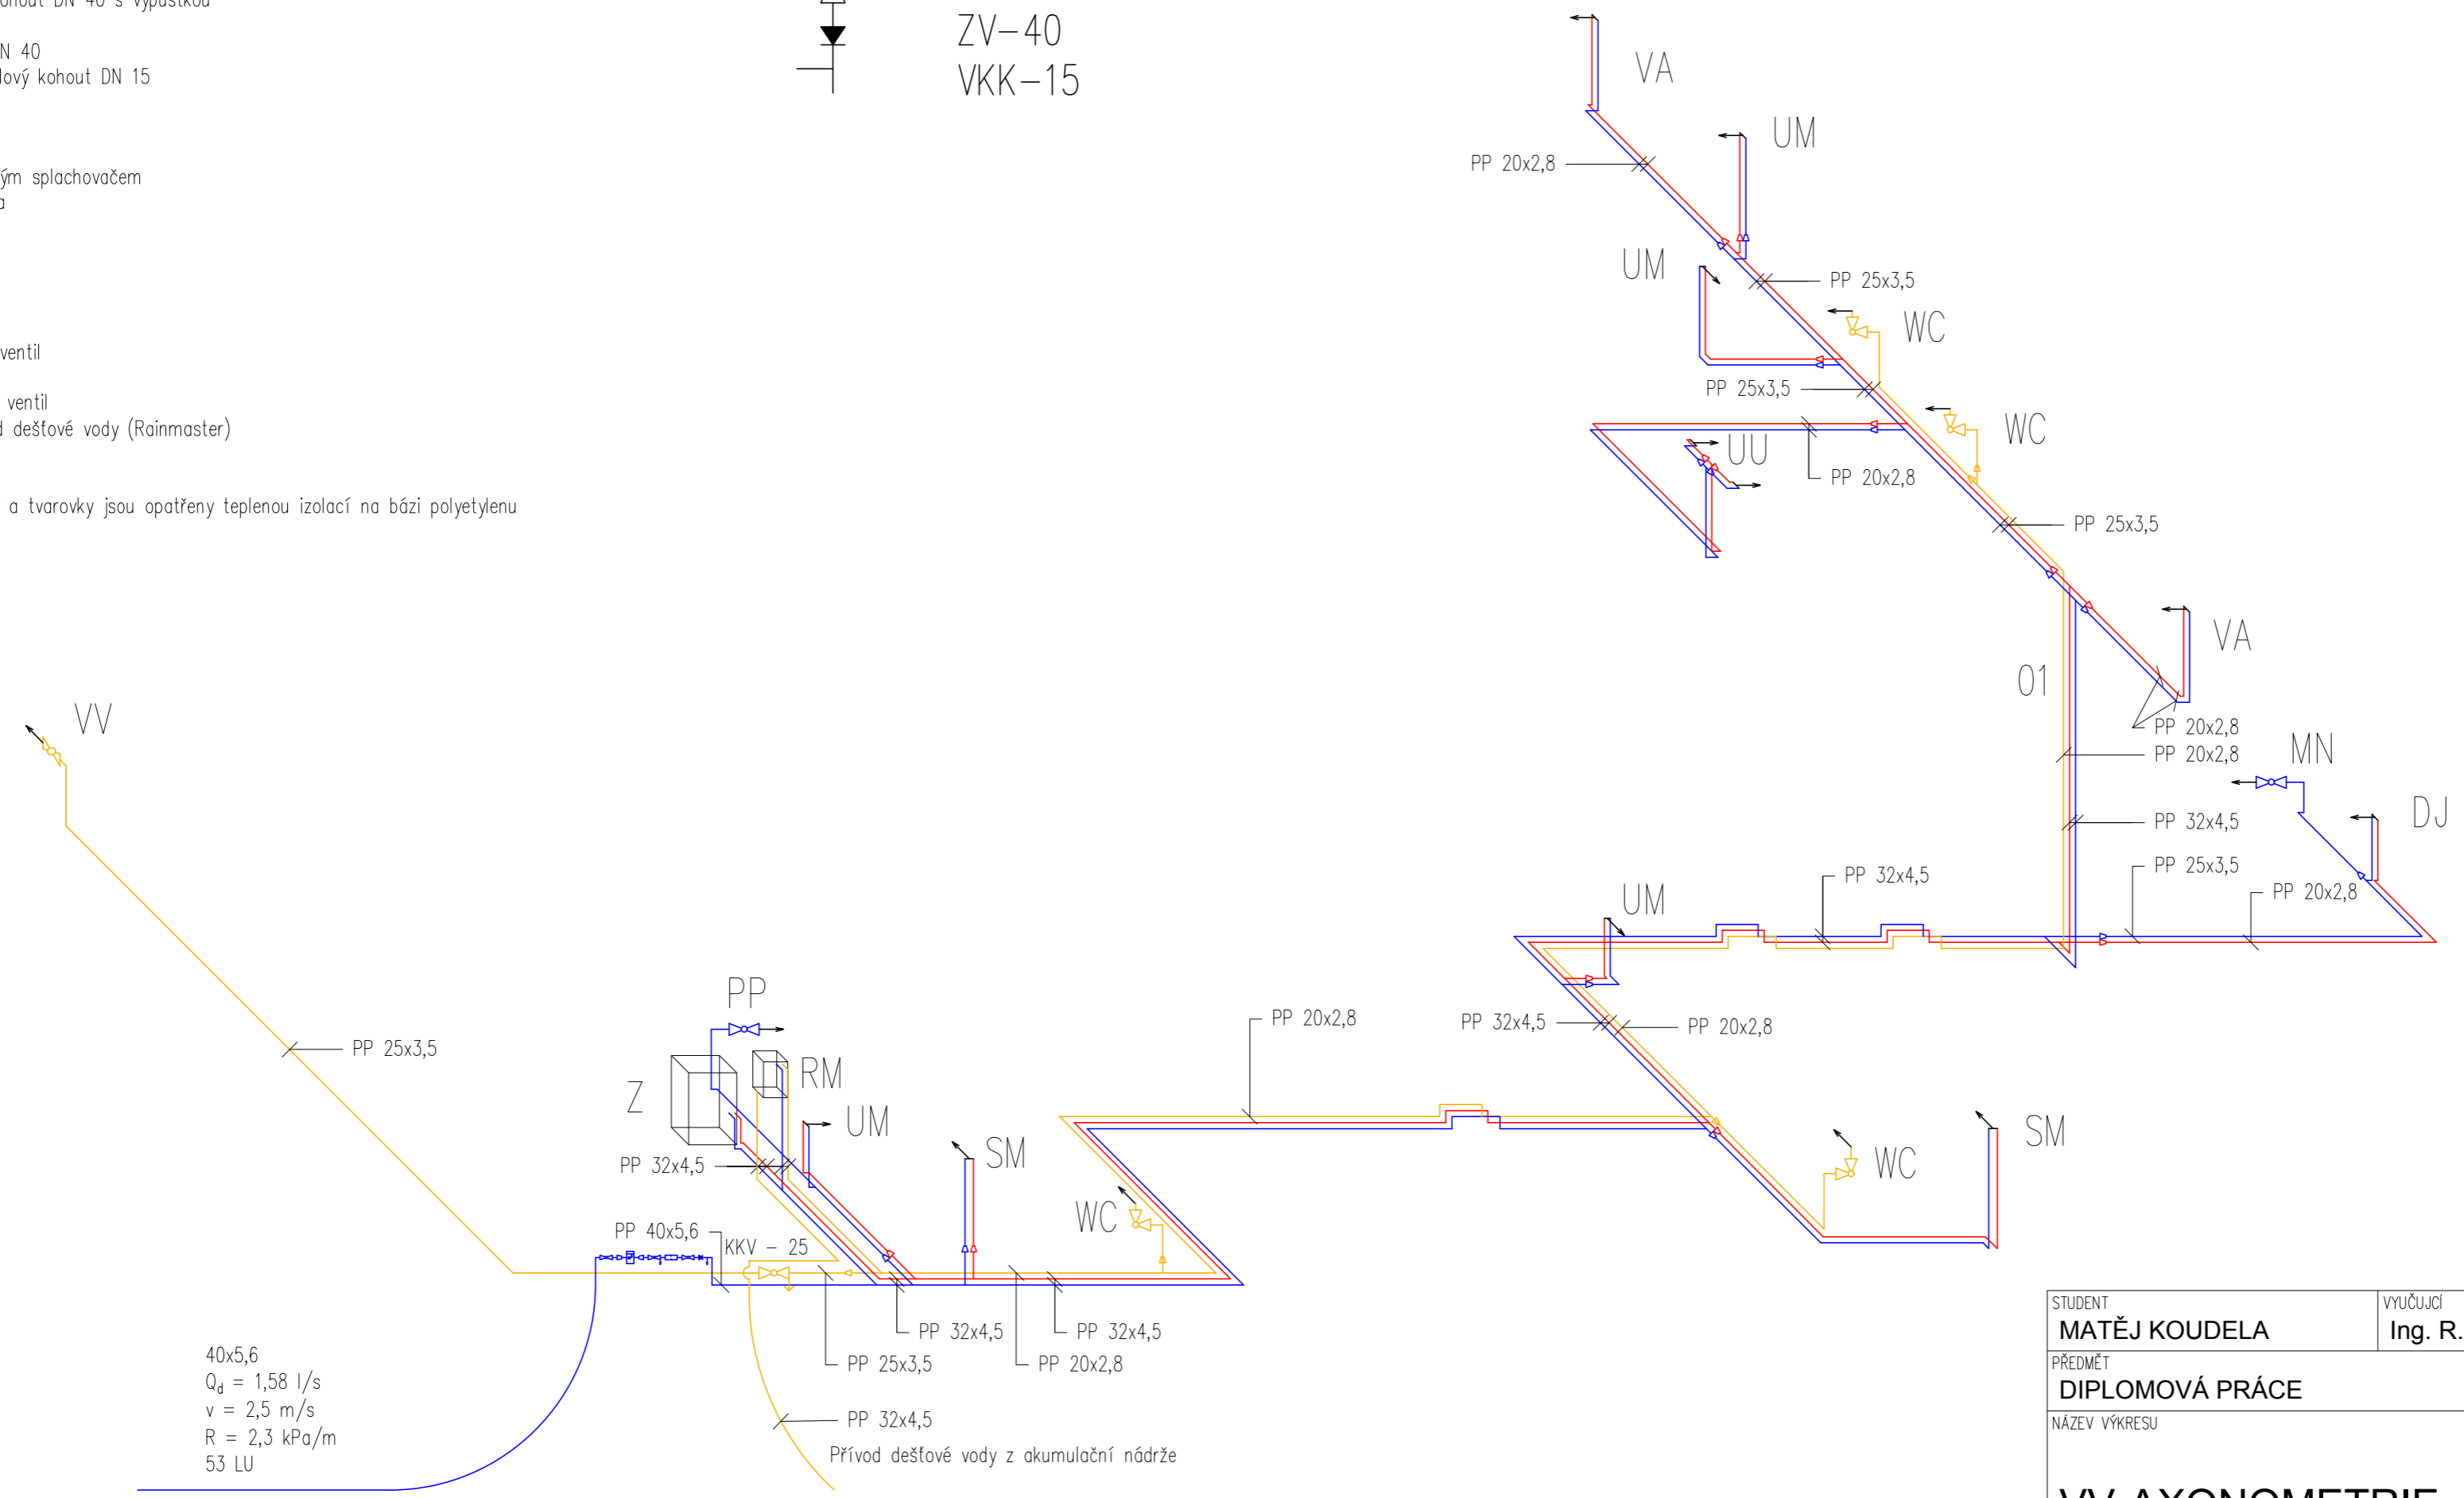 DN 40 s výpustkou
N 40
kohout DN 15
splachovačem
a
ventil
ventil
dešťové vody (Rainmaster)
a tvarovky jsou opatřeny teplenou izolací na bázi polyetylenu
ZV-40
VKK-15
VA
UM
PP 20x2,8
UM
PP 25x3,5
WC
PP 25x3,5
WC
UU
PP 20x2,8
PP 25x3,5
VA
O1
PP 20x2,8
PP 20x2,8
MN
DJ
PP 32x4,5
PP 25x3,5
PP 32x4,5
PP 20x2,8
UM
VV
PP 25x3,5
PP
RM
Z
UM
PP 20x2,8
PP 32x4,5
PP 20x2,8
SM
SM
PP 32x4,5
WC
WC
PP 40x5,6
KKV - 25
PP 32x4,5
PP 32x4,5
PP 25x3,5
PP 20x2,8
PP 32x4,5
Přívod dešťové vody z akumulační nádrže
40x5,6
Qd = 1,58 l/s
v = 2,5 m/s
R = 2,3 kPa/m
53 LU
STUDENT
VYUČUJCÍ
MATĚJ KOUDELA
Ing. R.
PŘEDMĚT
DIPLOMOVÁ PRÁCE
NÁZEV VÝKRESU
VV AXONOMETRIE